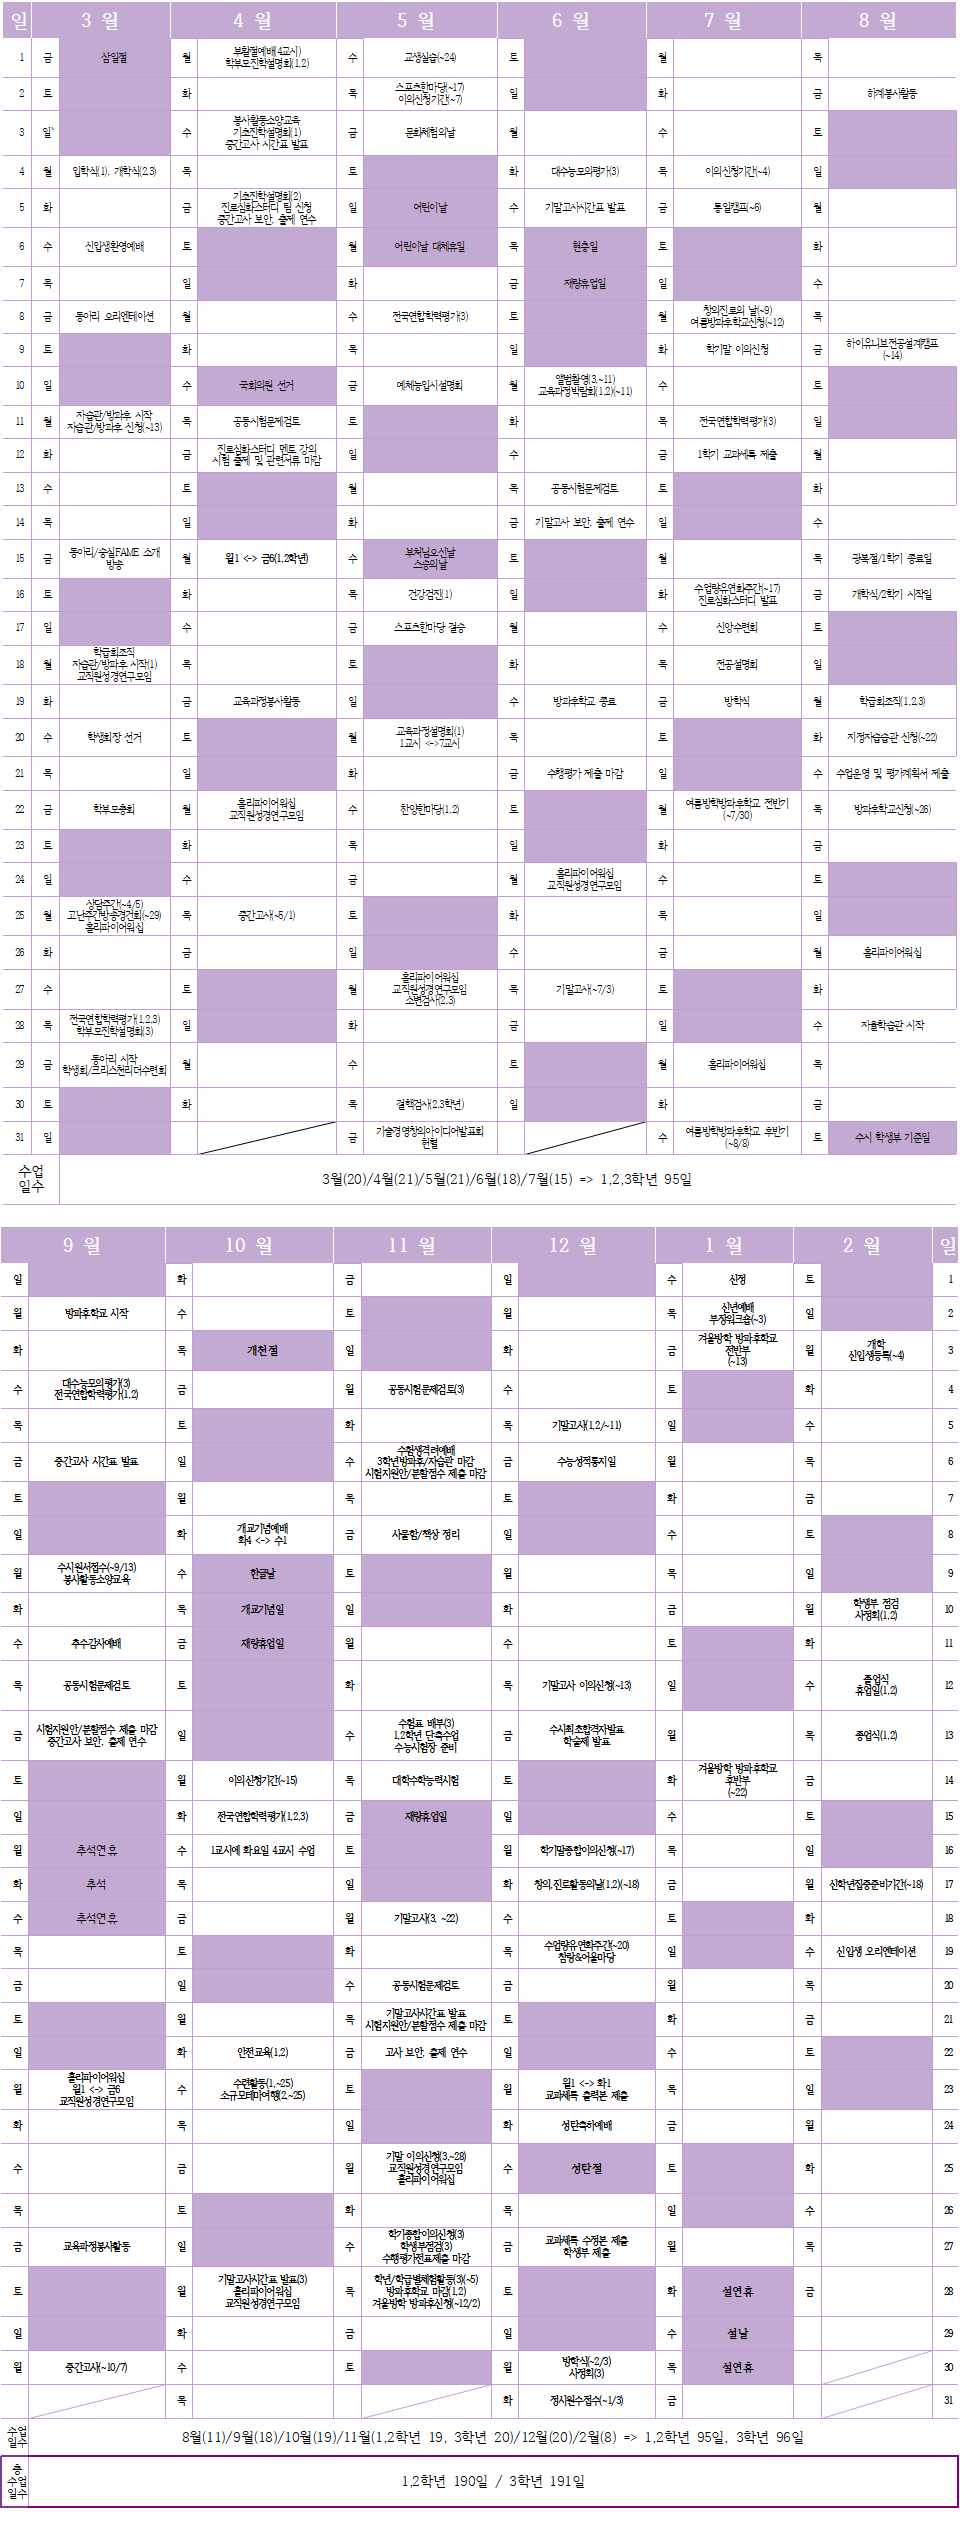 일 3 월 4 월 5 월 6 월 7 월 8 월
1 금 삼일절 월 부활절예배(4교시) 수 교생실습(~24) 토 월 목
학부모진학설명회(1,2)
2 토 화 목 스포츠한마당(~17) 일 화 금 하계봉사활동
이의신청기간(~7)
3 일` 수 봉사활동소양교육 금 문화체험의날 월 수 토
기초진학설명회(1)
중간고사 시간표 발표
4 월 입학식(1), 개학식(2,3) 목 토 화 대수능모의평가(3) 목 이의신청기간(~4) 일
5 화 금 기초진학설명회(2) 일 어린이날 수 기말고사시간표 발표 금 통일캠프(~6) 월
진로심화스터디 팀 신청
중간고사 보안, 출제 연수
6 수 신입생환영예배 토 월 어린이날 대체휴일 목 현충일 토 화
7 목 일 화 금 재량휴업일 일 수
8 금 동아리 오리엔테이션 월 수 전국연합학력평가(3) 토 월 창의진로의 날(~9) 목
여름방과후학교신청(~12)
9 토 화 목 일 화 학기말 이의신청 금 하이유니브전공설계캠프
(~14)
10 일 수 국회의원 선거 금 예체능입시설명회 월 앨범촬영(3,~11) 수 토
교육과정박람회(1,2)(~11)
11 월 자습관/방과후 시작 목 공동시험문제검토 토 화 목 전국연합학력평가(3) 일
자습관/방과후 신청(~13)
12 화 금 진로심화스터디 멘토 강의 일 수 금 1학기 교과세특 제출 월
시험 출제 및 관련서류 마감
13 수 토 월 목 공동시험문제검토 토 화
14 목 일 화 금 기말고사 보안, 출제 연수 일 수
15 금 동아리/숭실FAME 소개 월 월1 <-> 금6(1,2학년) 수 부처님오신날 토 월 목 광복절/1학기 종료일
방송 스승의날
16 토 화 목 건강검진(1) 일 화 수업량유연화주간(~17) 금 개학식/2학기 시작일
진로심화스터디 발표
17 일 수 금 스포츠한마당 결승 월 수 신앙수련회 토
18 월 학급회조직 목 토 화 목 전공설명회 일
자습관/방과후 시작(1)
교직원성경연구모임
19 화 금 교육과정봉사활동 일 수 방과후학교 종료 금 방학식 월 학급회조직(1,2,3)
20 수 학생회장 선거 토 월 교육과정설명회(1) 목 토 화 지정자습관 신청(~22)
1교시 <->7교시
21 목 일 화 금 수행평가 제출 마감 일 수 수업운영 및 평가계획서 제출
22 금 학부모총회 월 홀리파이어워십 수 찬양한마당(1,2) 토 월 여름방학방과후학교 전반기 목 방과후학교신청(~26)
교직원성경연구모임 (~7/30)
23 토 화 목 일 화 금
24 일 수 금 월 홀리파이어워십 수 토
교직원성경연구모임
25 월 상담주간(~4/5) 목 중간고사(~5/1) 토 화 목 일
고난주간방송경건회(~29)
홀리파이어워십
26 화 금 일 수 금 월 홀리파이어워십
27 수 토 월 홀리파이어워십 목 기말고사(~7/3) 토 화
교직원성경연구모임
소변검사(2,3)
28 목 전국연합학력평가(1,2,3) 일 화 금 일 수 자율학습관 시작
학부모진학설명회(3)
29 금 동아리 시작 월 수 토 월 홀리파이어워십 목
학생회/크리스천리더수련회
30 토 화 목 결핵검사(2,3학년) 일 화 금
31 일 금 기술경영창의아이디어발표회 수 여름방학방과후학교 후반기 토 수시 학생부 기준일
헌혈 (~8/8)
수업
일수 3월(20)/4월(21)/5월(21)/6월(18)/7월(15) => 1,2,3학년 95일
9 월 10 월 11 월 12 월 1 월 2 월 일
일 화 금 일 수 신정 토 1
월 방과후학교 시작 수 토 월 목 신년예배 일 2
부장워크숍(~3)
화 목 개천절 일 화 금 겨울방학 방과후학교 월 개학 3
전반부 신입생등록(~4)
(~13)
수 대수능모의평가(3) 금 월 공동시험문제검토(3) 수 토 화 4
전국연합학력평가(1,2)
목 토 화 목 기말고사(1,2/~11) 일 수 5
금 중간고사 시간표 발표 일 수 수험생격려예배 금 수능성적통지일 월 목 6
3학년방과후/자습관 마감
시험지원안/분할점수 제출 마감
토 월 목 토 화 금 7
일 화 개교기념예배 금 사물함/책상 정리 일 수 토 8
화4 <-> 수1
월 수시원서접수(~9/13) 수 한글날 토 월 목 일 9
봉사활동소양교육
화 목 개교기념일 일 화 금 월 학생부 점검 10
사정회(1,2)
수 추수감사예배 금 재량휴업일 월 수 토 화 11
목 공동시험문제검토 토 화 목 기말고사 이의신청(~13) 일 수 졸업식 12
휴업일(1,2)
금 시험지원안/분할점수 제출 마감 일 수 수험표 배부(3) 금 수시최초합격자발표 월 목 종업식(1,2) 13
중간고사 보안, 출제 연수 1,2학년 단축수업 학술제 발표
수능시험장 준비
토 월 이의신청기간(~15) 목 대학수학능력시험 토 화 겨울방학 방과후학교 금 14
후반부
(~22)
일 화 전국연합학력평가(1,2,3) 금 재량휴업일 일 수 토 15
월 추석연휴 수 1교시에 화요일 4교시 수업 토 월 학기말종합이의신청(~17) 목 일 16
화 추석 목 일 화 창의,진로활동의날(1,2)(~18) 금 월 신학년집중준비기간(~18) 17
수 추석연휴 금 월 기말고사(3, ~22) 수 토 화 18
목 토 화 목 수업량유연화주간(~20) 일 수 신입생 오리엔테이션 19
참랑&어울마당
금 일 수 공동시험문제검토 금 월 목 20
토 월 목 기말고사시간표 발표 토 화 금 21
시험지원안/분할점수 제출 마감
일 화 안전교육(1,2) 금 고사 보안, 출제 연수 일 수 토 22
월 홀리파이어워십 수 수련활동(1,~25) 토 월 월1 <-> 화1 목 일 23
월1 <-> 금6 소규모테마여행(2,~25) 교과세특 출력본 제출
교직원성경연구모임
화 목 일 화 성탄축하예배 금 월 24
수 금 월 기말 이의신청(3,~28) 수 성탄절 토 화 25
교직원성경연구모임
홀리파이어워십
목 토 화 목 일 수 26
금 교육과정봉사활동 일 수 학기종합이의신청(3) 금 교과세특 수정본 제출 월 목 27
학생부점검(3) 학생부 제출
수행평가전표제출 마감
토 월 기말고사시간표 발표(3) 목 학년/학급별체험활동(3)(~5) 토 화 설연휴 금 28
홀리파이어워십 방과후학교 마감(1,2)
교직원성경연구모임 겨울방학 방과후신청(~12/2)
일 화 금 일 수 설날 29
월 중간고사(~10/7) 수 토 월 방학식(~2/3) 목 설연휴 30
사정회(3)
목 화 정시원수접수(~1/3) 금 31
수업
일수 8월(11)/9월(18)/10월(19)/11월(1,2학년 19, 3학년 20)/12월(20)/2월(8) => 1,2학년 95일, 3학년 96일
총
수업
일수 1,2학년 190일 / 3학년 191일